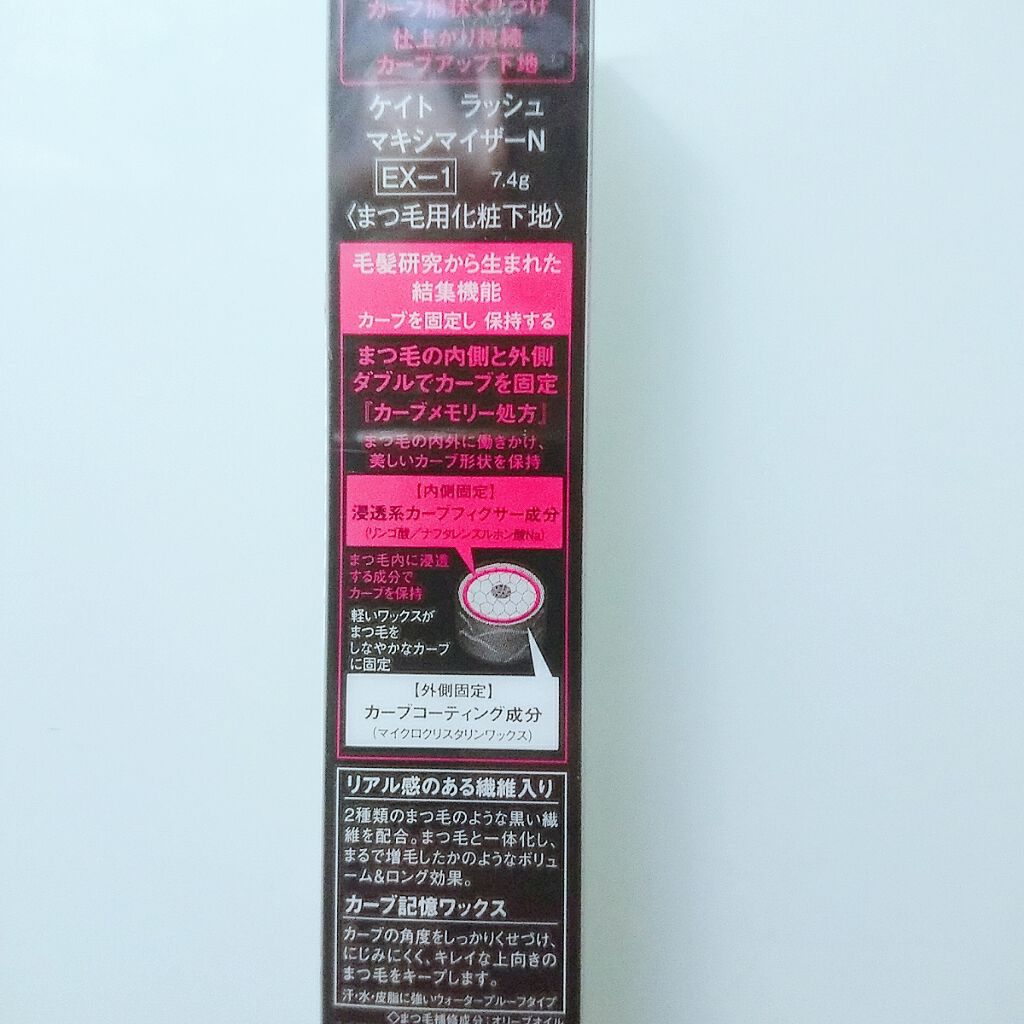 カーブ形状くせづけ
仕上がり持続
カーブアップ下地
ケイト ラッシュ
マキシマイザーN
EX-1 7.4g
〈まつ毛用化粧下地〉
毛髪研究から生まれた
結集機能
カーブを固定し 保持する
まつ毛の内側と外側
ダブルでカーブを固定
『カーブメモリー処方』
まつ毛の内外に働きかけ、
美しいカーブ形状を保持
【内側固定】
浸透系カーブフィクサー成分
(リンゴ酸/ナフタレンスルホン酸Na)
まつ毛内に浸透
する成分で
カーブを保持
軽いワックスが
まつ毛を
しなやかなカーブ
に固定
【外側固定】
カーブコーティング成分
(マイクロクリスタリンワックス)
リアル感のある繊維入り
2種類のまつ毛のような黒い繊
維を配合。まつ毛と一体化し、
まるで増毛したかのようなボリュ
ーム&ロング効果。
カーブ記憶ワックス
カーブの角度をしっかりくせづけ、
にじみにくく、キレイな上向きの
まつ毛をキープします。
汗・水・皮脂に強いウォータープルーフタイプ
◇まつ毛補修成分:オリーブオイル